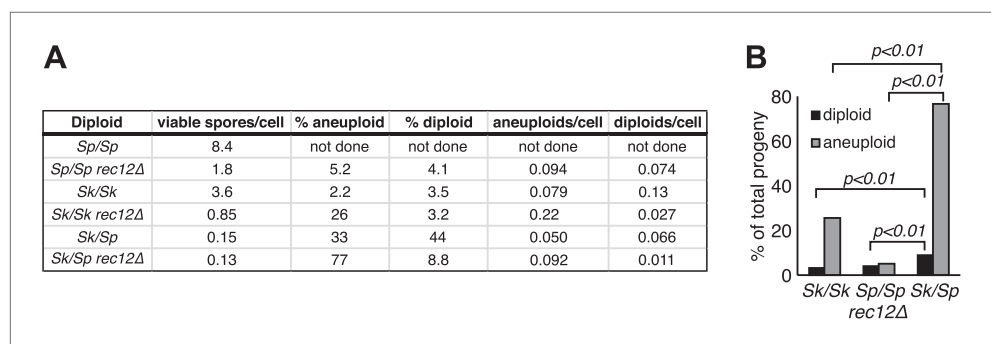 A
Diploid viable spores/cell % aneuploid % diploid aneuploids/cell diploids/cell
Sp/Sp 8.4 not done not done not done not done
Sp/Sp rec12Δ 1.8 5.2 4.1 0.094 0.074
Sk/Sk 3.6 2.2 3.5 0.079 0.13
Sk/Sk rec12Δ 0.85 26 3.2 0.22 0.027
Sk/Sp 0.15 33 44 0.050 0.066
Sk/Sp rec12Δ 0.13 77 8.8 0.092 0.011
B
p<0.01
p<0.01
80
diploid
60
aneuploid
40
p<0.01
20
p<0.01
0
% of total progeny
Sk/Sk Sp/Sp Sk/Sp
rec12Δ